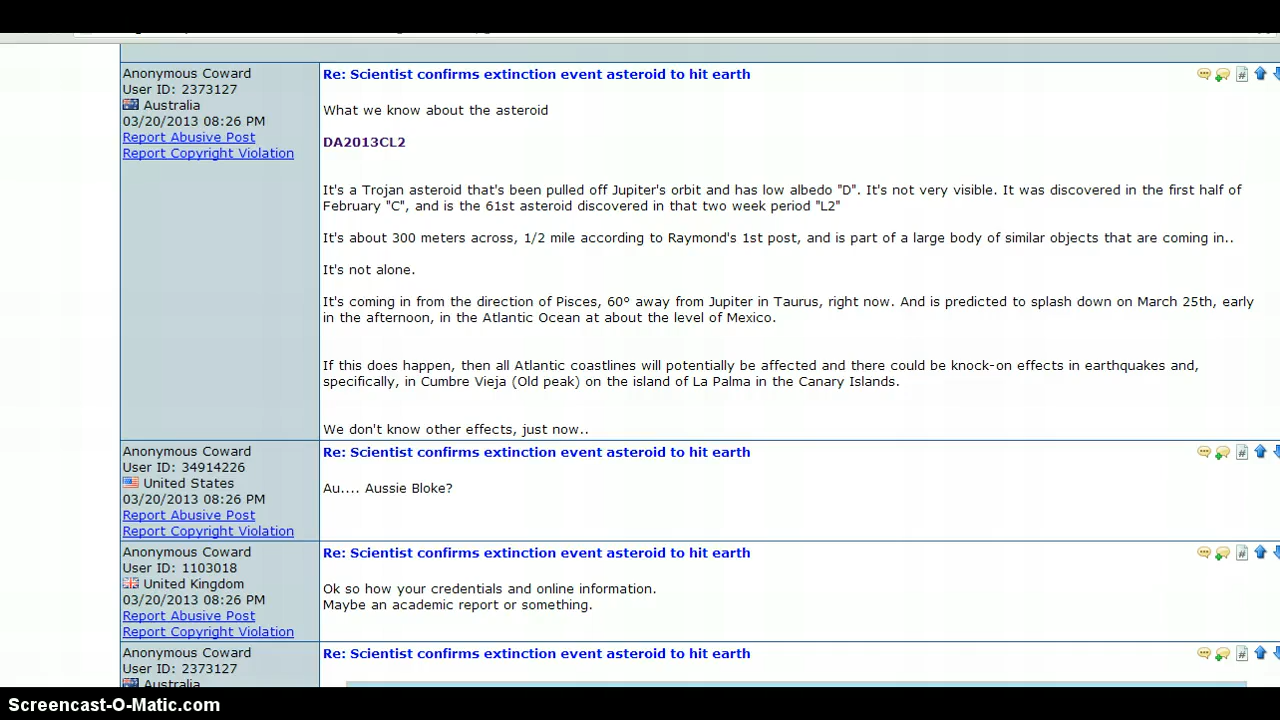 Anonymous Coward
User ID: 2373127
Australia
03/20/2013 08:26 PM
Report Abusive Post
Report Copyright Violation
Re: Scientist confirms extinction event asteroid to hit earth
What we know about the asteroid
DA2013CL2
It's a Trojan asteroid that's been pulled off Jupiter's orbit and has low albedo "D". It's not very visible. It was discovered in the first half of
February "C", and is the 61st asteroid discovered in that two week period "L2"
It's about 300 meters across, 1/2 mile according to Raymond's 1st post, and is part of a large body of similar objects that are coming in..
It's not alone.
It's coming in from the direction of Pisces, 60° away from Jupiter in Taurus, right now. And is predicted to splash down on March 25th, early
in the afternoon, in the Atlantic Ocean at about the level of Mexico.
If this does happen, then all Atlantic coastlines will potentially be affected and there could be knock-on effects in earthquakes and,
specifically, in Cumbre Vieja (Old peak) on the island of La Palma in the Canary Islands.
We don't know other effects, just now..
Anonymous Coward
User ID: 34914226
United States
03/20/2013 08:26 PM
Report Abusive Post
Report Copyright Violation
Re: Scientist confirms extinction event asteroid to hit earth
Au.... Aussie Bloke?
Anonymous Coward
User ID: 1103018
United Kingdom
03/20/2013 08:26 PM
Report Abusive Post
Report Copyright Violation
Re: Scientist confirms extinction event asteroid to hit earth
Ok so how your credentials and online information.
Maybe an academic report or something.
Anonymous Coward
User ID: 2373127
Australia
Re: Scientist confirms extinction event asteroid to hit earth
Screencast-O-Matic.com